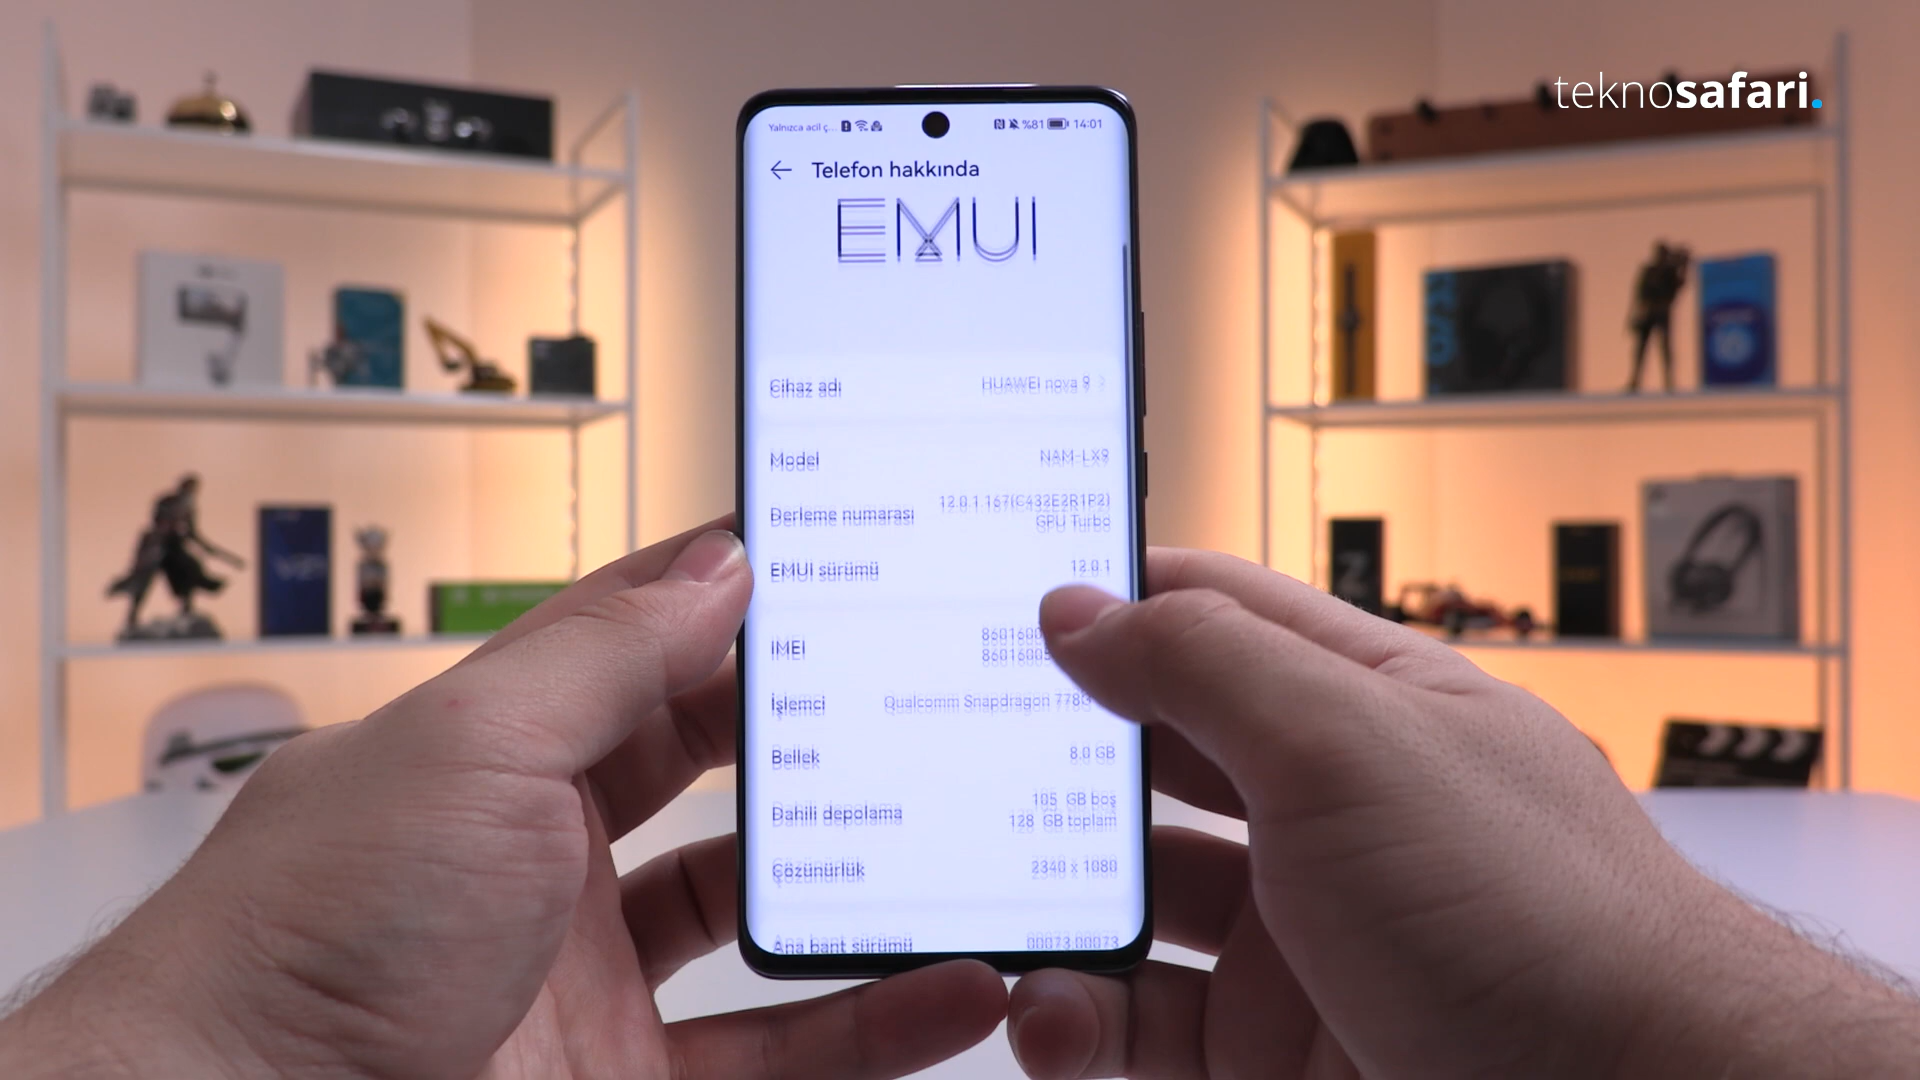 teknosafari.
Yalnızca acil ç... %81 14:01
Telefon hakkında
EMUI
Cihaz adı HUAWEI nova 9
Model NAM-LX9
Derleme numarası 12.0.1.167(C432E2R1P2)
GPU Turbo
EMUI sürümü 12.0.1
IMEI 8601600
86016005
İşlemci Qualcomm Snapdragon 778G
Bellek 8.0 GB
Dahili depolama 105 GB boş
128 GB toplam
Çözünürlük 2340 x 1080
Ana bant sürümü 00073,00073